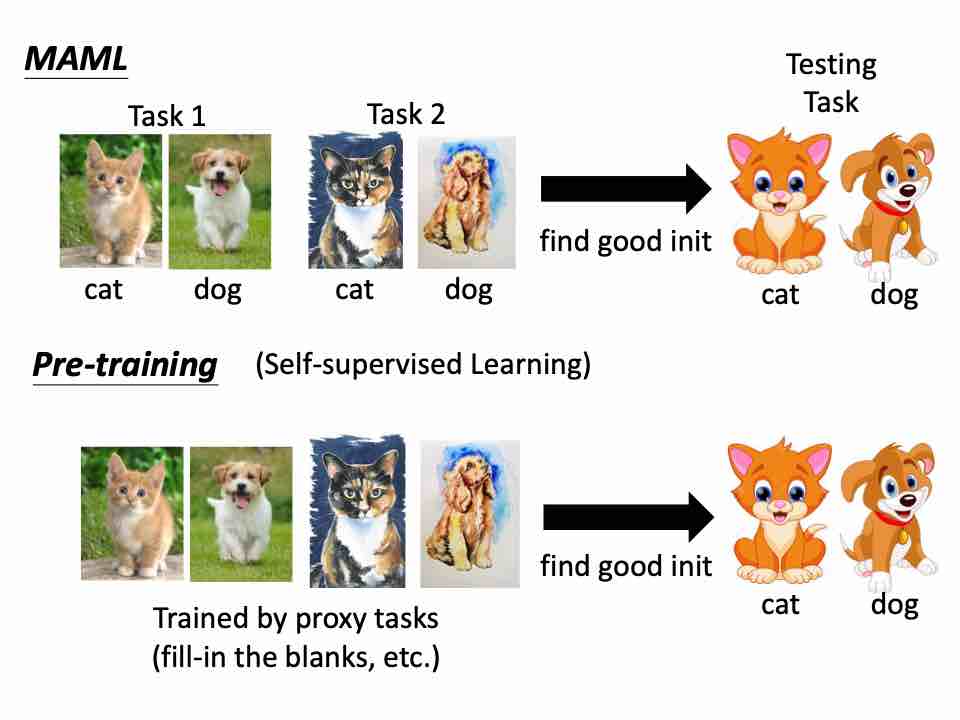 MAML
Task 1
Task 2
Testing
Task
cat
dog
cat
dog
find good init
cat
dog
Pre-training
(Self-supervised Learning)
find good init
cat
dog
Trained by proxy tasks
(fill-in the blanks, etc.)